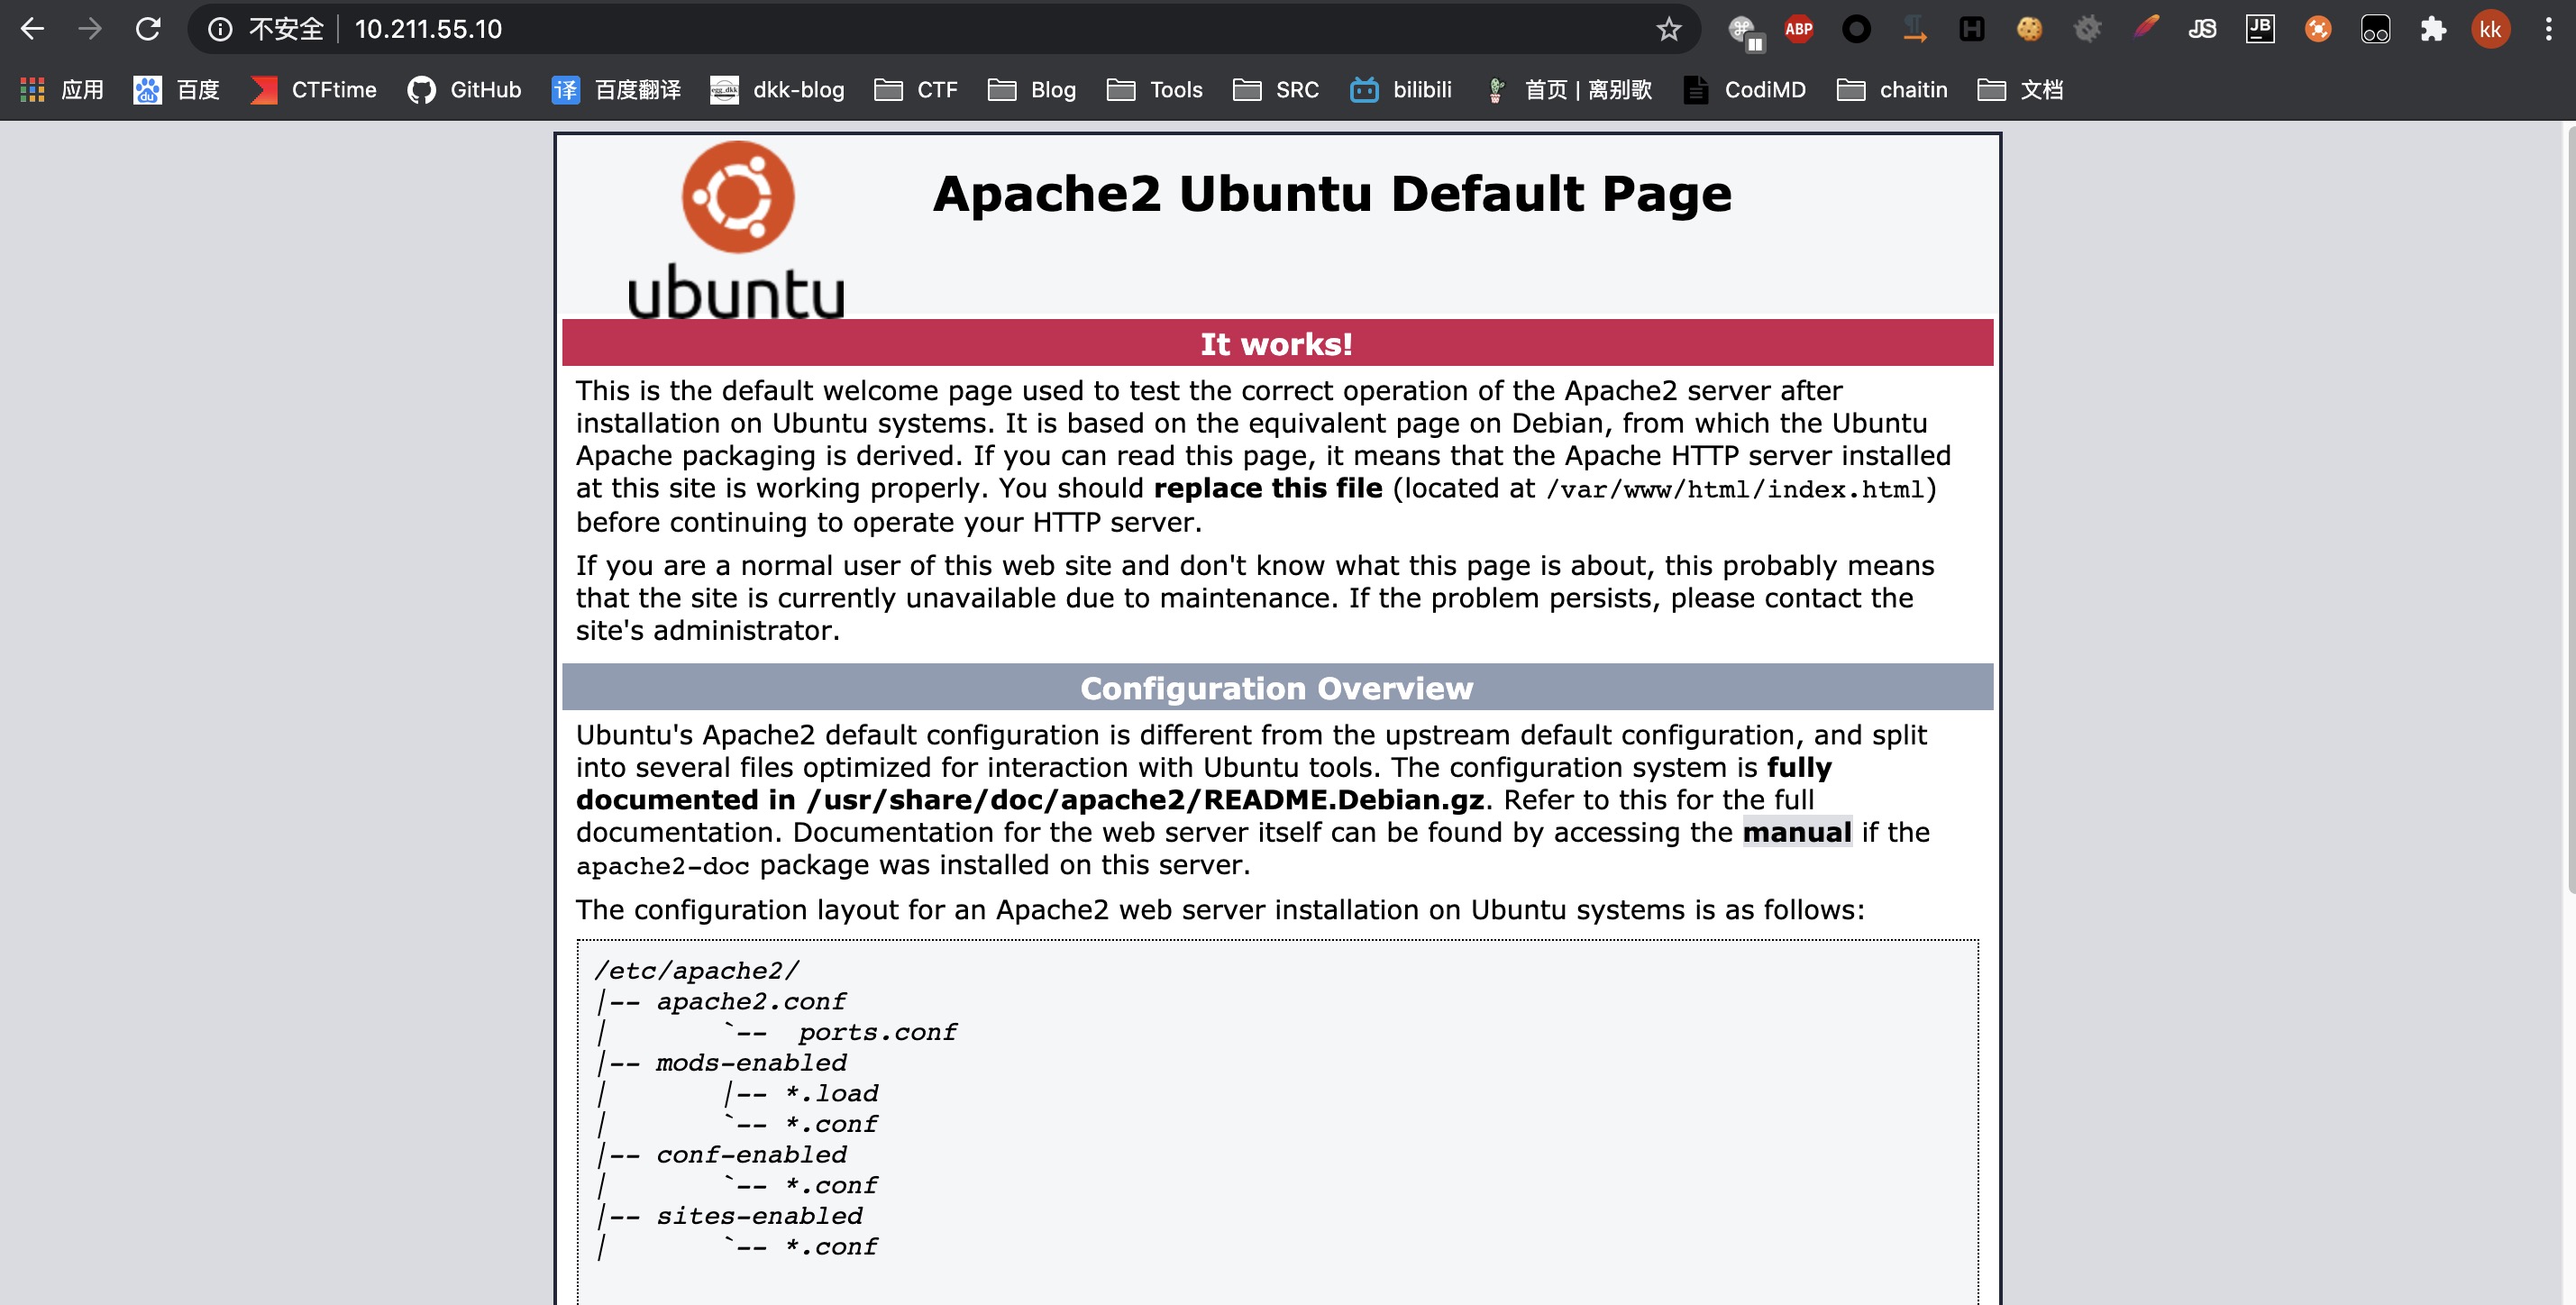 不安全 10.211.55.10
ABP H JS JB kk
应用 百度 CTFtime GitHub 译 百度翻译 dkk-blog CTF Blog Tools SRC bilibili 首页 | 离别歌 CodiMD chaitin 文档
Apache2 Ubuntu Default Page
ubuntu
It works!
This is the default welcome page used to test the correct operation of the Apache2 server after
installation on Ubuntu systems. It is based on the equivalent page on Debian, from which the Ubuntu
Apache packaging is derived. If you can read this page, it means that the Apache HTTP server installed
at this site is working properly. You should replace this file (located at /var/www/html/index.html)
before continuing to operate your HTTP server.
If you are a normal user of this web site and don't know what this page is about, this probably means
that the site is currently unavailable due to maintenance. If the problem persists, please contact the
site's administrator.
Configuration Overview
Ubuntu's Apache2 default configuration is different from the upstream default configuration, and split
into several files optimized for interaction with Ubuntu tools. The configuration system is fully
documented in /usr/share/doc/apache2/README.Debian.gz. Refer to this for the full
documentation. Documentation for the web server itself can be found by accessing the manual if the
apache2-doc package was installed on this server.
The configuration layout for an Apache2 web server installation on Ubuntu systems is as follows:
/etc/apache2/
|-- apache2.conf
|       `--  ports.conf
|-- mods-enabled
|       |-- *.load
|       `-- *.conf
|-- conf-enabled
|       `-- *.conf
|-- sites-enabled
|       `-- *.conf